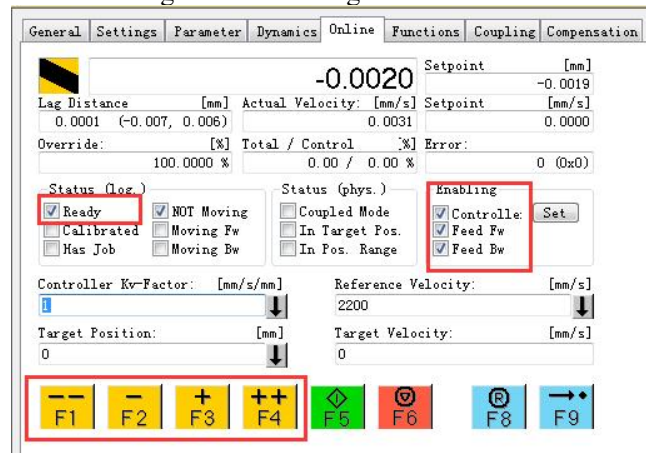 General Settings Parameter Dynamics Online Functions Coupling Compensation
-0.0020
Setpoint [mm]
-0.0019
Lag Distance [mm] Actual Velocity: [mm/s] Setpoint [mm/s]
0.0001 (-0.007, 0.006) 0.0031 0.0000
Override: [%] Total / Control [%] Error:
100.0000 % 0.00 / 0.00 % 0 (0x0)
Status (log.) Status (phys.) Enabling
Ready NOT Moving Coupled Mode Controlle: Set
Calibrated Moving Fw In Target Pos. Feed Fw
Has Job Moving Bw In Pos. Range Feed Bw
Controller Kv-Factor: [mm/s/mm] Reference Velocity: [mm/s]
1 2200
Target Position: [mm] Target Velocity: [mm/s]
0 0
-- - + ++ ® →•
F1 F2 F3 F4 F5 F6 F8 F9